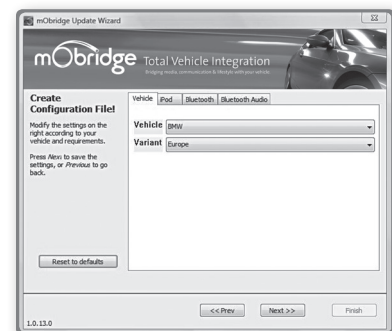 mObridge Update Wizard
mObridge Total Vehicle Integration
Bridging media, communication & lifestyle with your vehicle
Create
Configuration File!
Modify the settings on the
right according to your
vehicle and requirements.
Press Next to save the
settings, or Previous to go
back.
Reset to defaults
Vehicle Pod Bluetooth Bluetooth Audio
Vehicle BMW
Variant Europe
<< Prev Next >> Finish
1.0.13.0